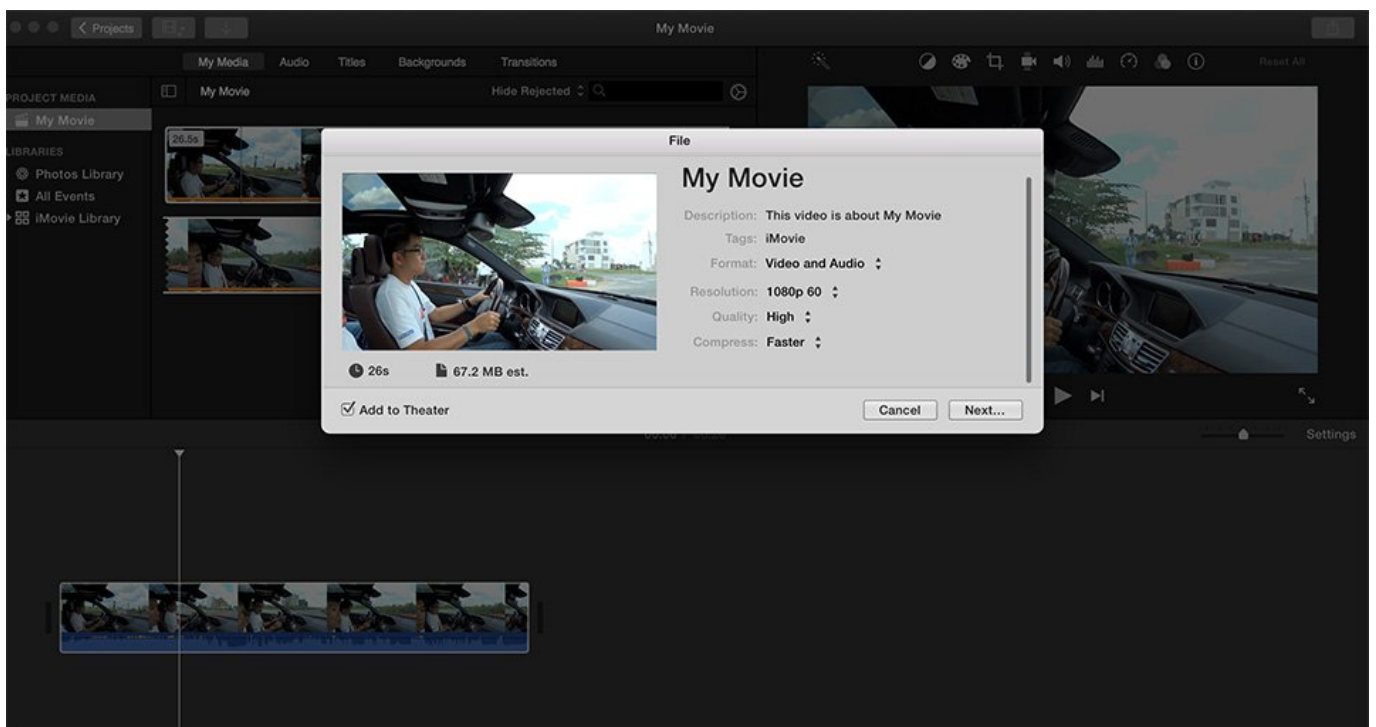 Projects
My Movie
My Media Audio Titles Backgrounds Transitions
Reset All
PROJECT MEDIA
My Movie
My Movie
Hide Rejected
26.5s
LIBRARIES
Photos Library
All Events
iMovie Library
File
My Movie
Description: This video is about My Movie
Tags: iMovie
Format: Video and Audio
Resolution: 1080p 60
Quality: High
Compress: Faster
26s
67.2 MB est.
Add to Theater
Cancel
Next...
Settings